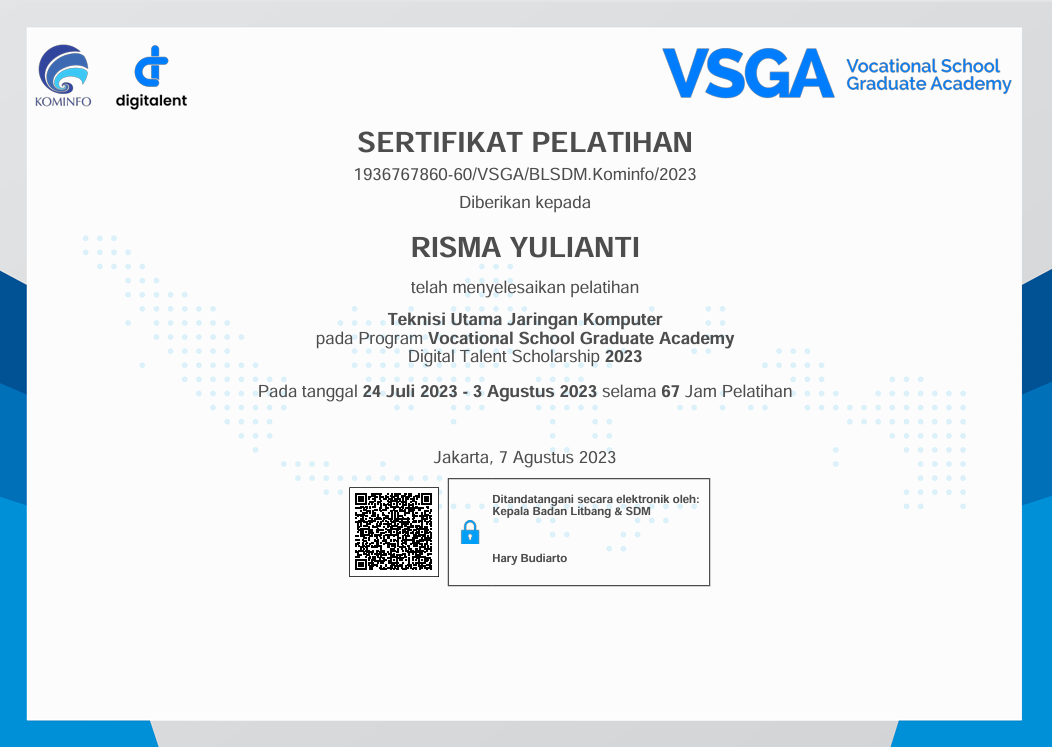 KOMINFO
digitalent
VSGA
Vocational School
Graduate Academy
SERTIFIKAT PELATIHAN
1936767860-60/VSGA/BLSDM.Kominfo/2023
Diberikan kepada
RISMA YULIANTI
telah menyelesaikan pelatihan
Teknisi Utama Jaringan Komputer
pada Program Vocational School Graduate Academy
Digital Talent Scholarship 2023
Pada tanggal 24 Juli 2023 - 3 Agustus 2023 selama 67 Jam Pelatihan
Jakarta, 7 Agustus 2023
Ditandatangani secara elektronik oleh:
Kepala Badan Litbang & SDM
Hary Budiarto